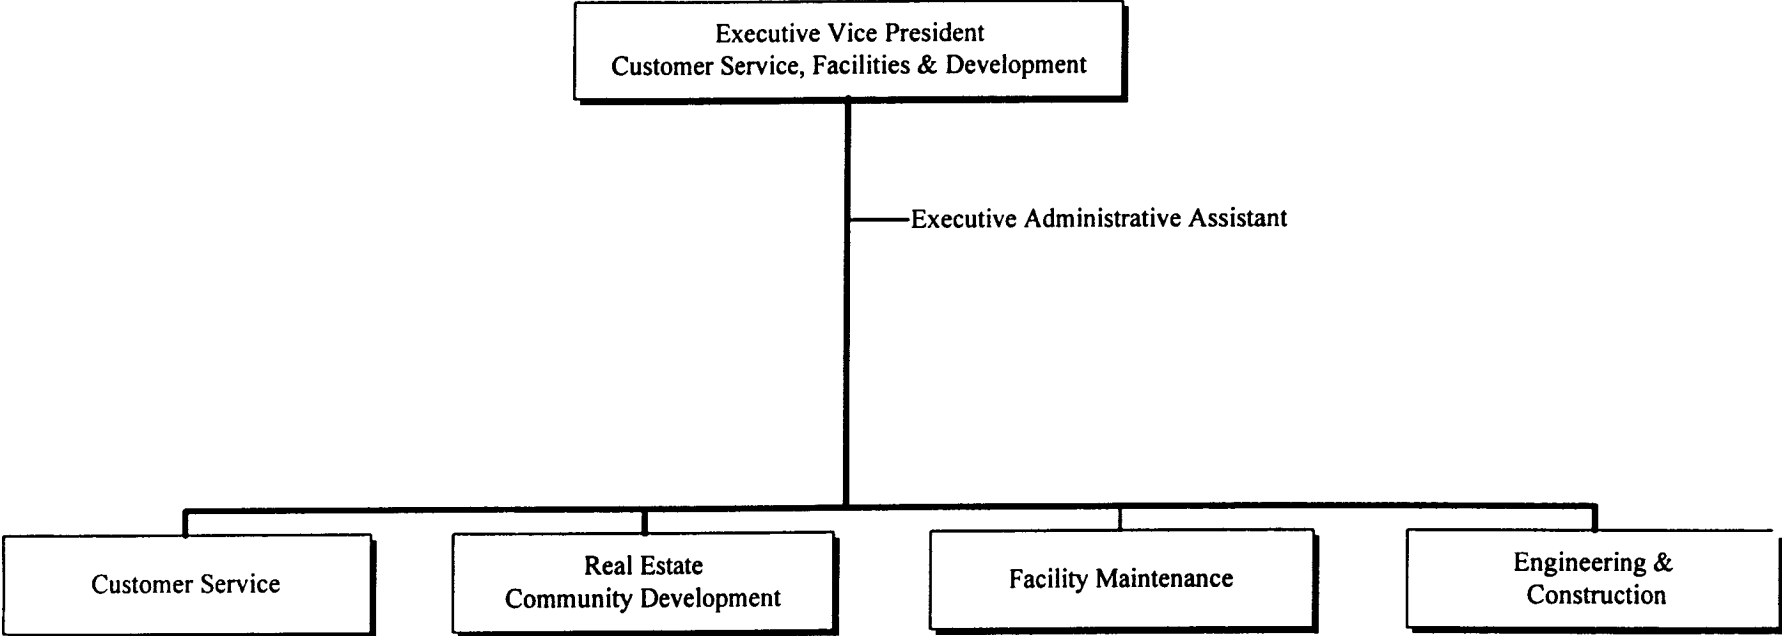 Executive Vice President
Customer Service, Facilities & Development
Executive Administrative Assistant
Customer Service
Real Estate
Community Development
Facility Maintenance
Engineering &
Construction